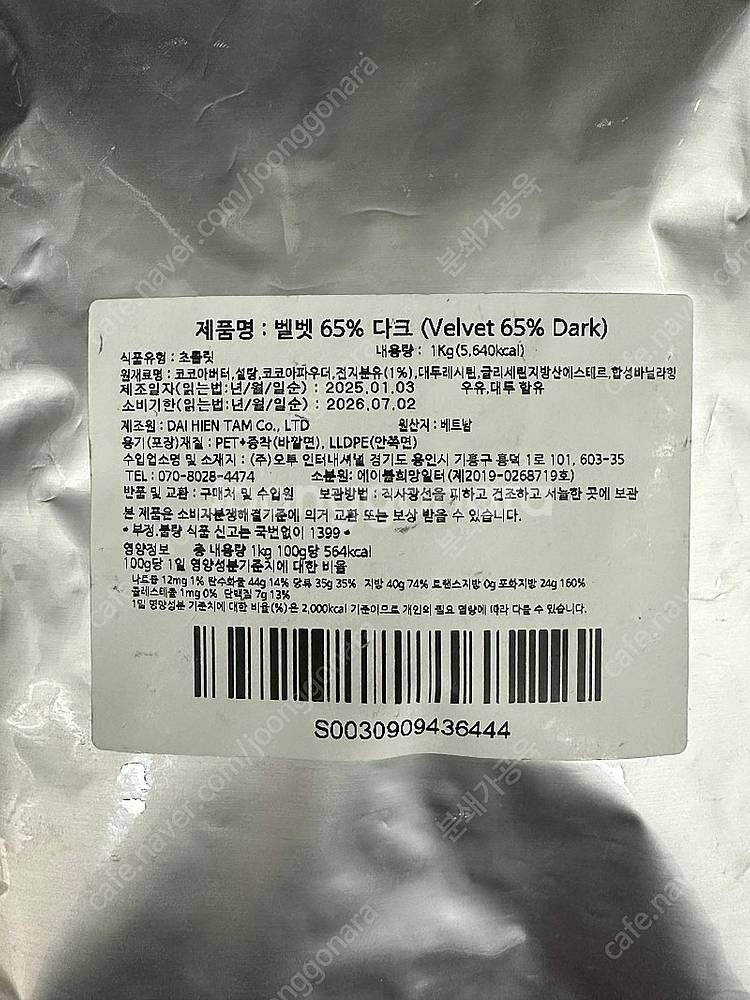 제품명 : 벨벳 65% 다크 (Velvet 65% Dark)
식품유형 : 초콜릿 내용량 : 1Kg(5,640kcal)
원재료명 : 코코아버터,설탕,코코아파우더,전지분유(1%),대두레시틴,글리세린지방산에스테르,합성바닐라향
제조일자(읽는법:년/월/일순) : 2025.01.03 우유,대두 함유
소비기한(읽는법:년/월/일순) : 2026.07.02
제조원 : DAI HIEN TAM Co., LTD 원산지 : 베트남
용기(포장)재질 : PET+증착(바깥면), LLDPE(안쪽면)
수입업소명 및 소재지 : (주)오투 인터내셔널 경기도 용인시 기흥구 흥덕 1로 101, 603-35
TEL : 070-8028-4474 소분원: 에이블희망일터(제2019-0268719호)
반품 및 교환 : 구매처 및 수입원 보관방법 : 직사광선을 피하고 건조하고 서늘한 곳에 보관
본 제품은 소비자분쟁해결기준에 의거 교환 또는 보상 받을 수 있습니다.
* 부정.불량 식품 신고는 국번없이 1399 *
영양정보 총 내용량 1kg 100g당 564kcal
100g당 1일 영양성분기준치에 대한 비율
나트륨 12mg 1% 탄수화물 44g 14% 당류 35g 35% 지방 40g 74% 트랜스지방 0g 포화지방 24g 160%
콜레스테롤 1mg 0% 단백질 7g 13%
1일 영양성분 기준치에 대한 비율(%)은 2,000kcal 기준이므로 개인의 필요 열량에 따라 다를 수 있습니다.
S0030909436444
cafe.naver.com/joonggonara
분쇄가공육